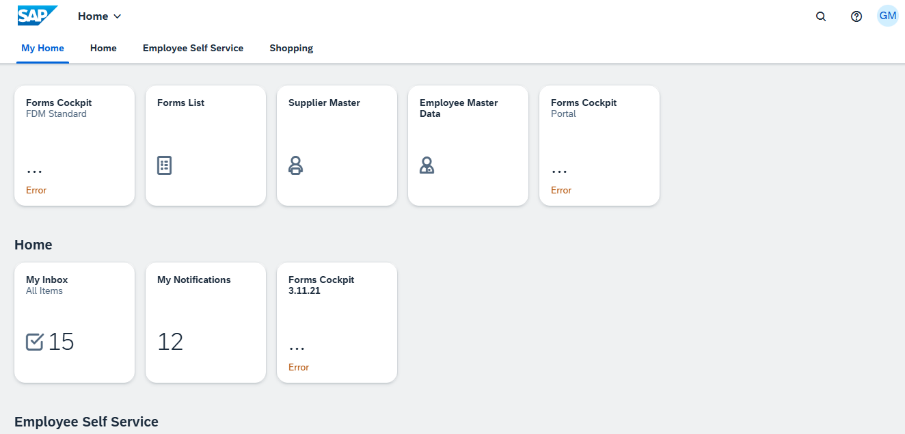 SAP
Home
GM
My Home
Home
Employee Self Service
Shopping
Forms Cockpit
FDM Standard
...
Error
Forms List
Supplier Master
Employee Master
Data
Forms Cockpit
Portal
...
Error
Home
My Inbox
All Items
15
My Notifications
12
Forms Cockpit
3.11.21
...
Error
Employee Self Service